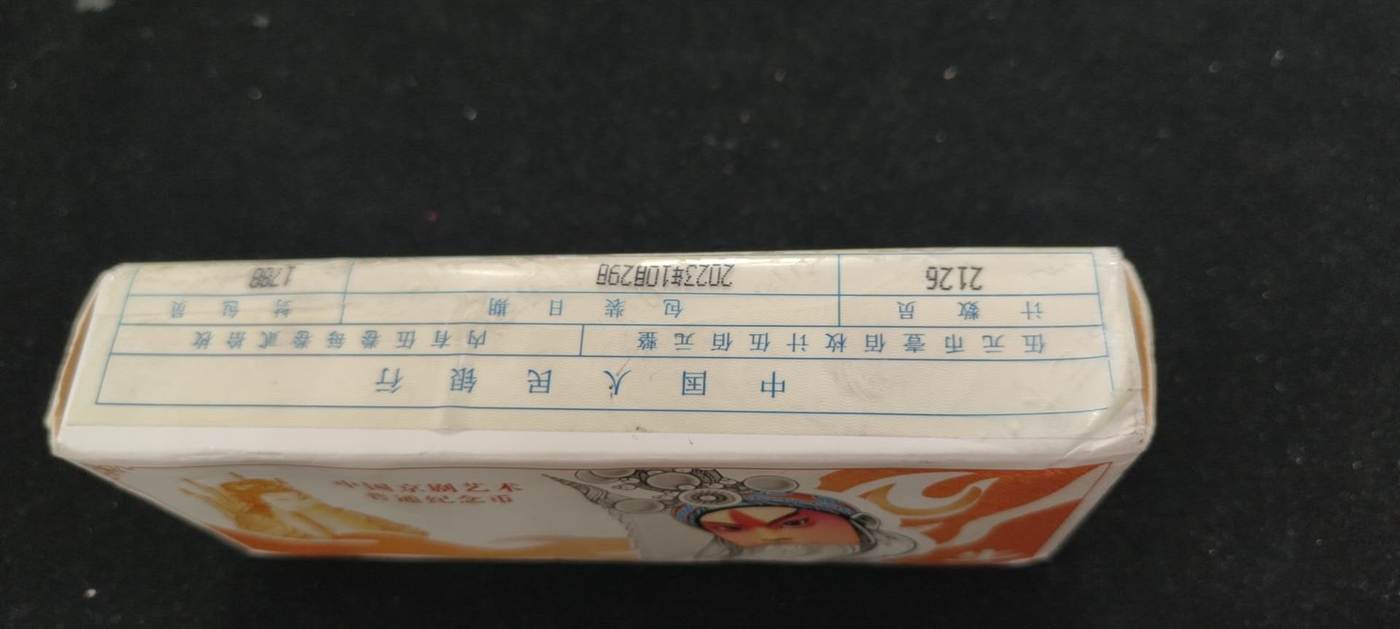 中国人民银行
伍元币壹佰枚计伍佰元整 内有伍卷每卷贰拾枚
计数员 包装日期 封包员
2126 2023年10月29日 1788
中国京剧艺术
普通纪念币